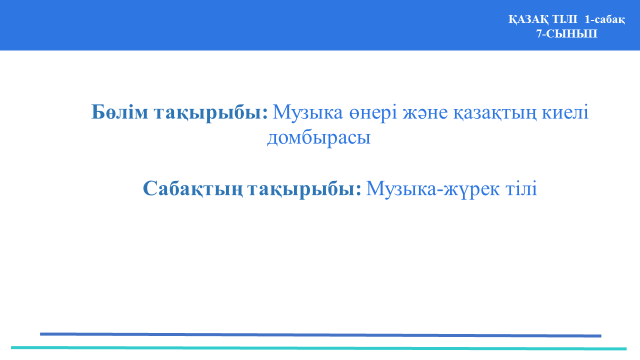 ҚАЗАҚ ТІЛІ 1-сабақ
7-СЫНЫП
Бөлім тақырыбы: Музыка өнері және қазақтың киелі
домбырасы
Сабақтың тақырыбы: Музыка-жүрек тілі